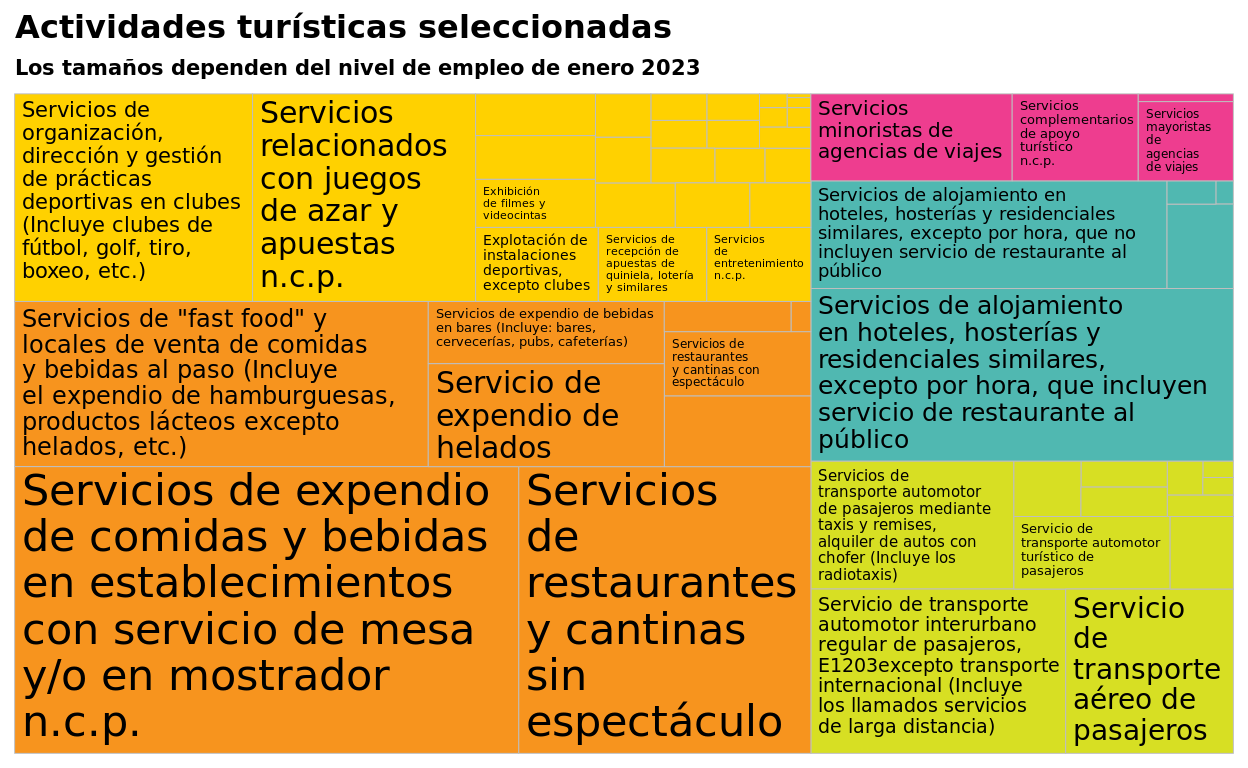 Actividades turísticas seleccionadas
Los tamaños dependen del nivel de empleo de enero 2023
Servicios de
organización,
dirección y gestión
de prácticas
deportivas en clubes
(Incluye clubes de
fútbol, golf, tiro,
boxeo, etc.)
Servicios
relacionados
con juegos
de azar y
apuestas
n.c.p.
Exhibición
de filmes y
videocintas
Explotación de
instalaciones
deportivas,
excepto clubes
Servicios de
recepción de
apuestas de
quiniela, lotería
y similares
Servicios
de
entretenimiento
n.c.p.
Servicios
minoristas de
agencias de viajes
Servicios
complementarios
de apoyo
turístico
n.c.p.
Servicios
mayoristas
de
agencias
de viajes
Servicios de alojamiento en
hoteles, hosterías y residenciales
similares, excepto por hora, que no
incluyen servicio de restaurante al
público
Servicios de alojamiento
en hoteles, hosterías y
residenciales similares,
excepto por hora, que incluyen
servicio de restaurante al
público
Servicios de "fast food" y
locales de venta de comidas
y bebidas al paso (Incluye
el expendio de hamburguesas,
productos lácteos excepto
helados, etc.)
Servicios de expendio de bebidas
en bares (Incluye: bares,
cervecerías, pubs, cafeterías)
Servicio de
expendio de
helados
Servicios de
restaurantes
y cantinas con
espectáculo
Servicios de expendio
de comidas y bebidas
en establecimientos
con servicio de mesa
y/o en mostrador
n.c.p.
Servicios
de
restaurantes
y cantinas
sin
espectáculo
Servicios de
transporte automotor
de pasajeros mediante
taxis y remises,
alquiler de autos con
chofer (Incluye los
radiotaxis)
Servicio de
transporte automotor
turístico de
pasajeros
Servicio de transporte
automotor interurbano
regular de pasajeros,
E1203excepto transporte
internacional (Incluye
los llamados servicios
de larga distancia)
Servicio
de
transporte
aéreo de
pasajeros